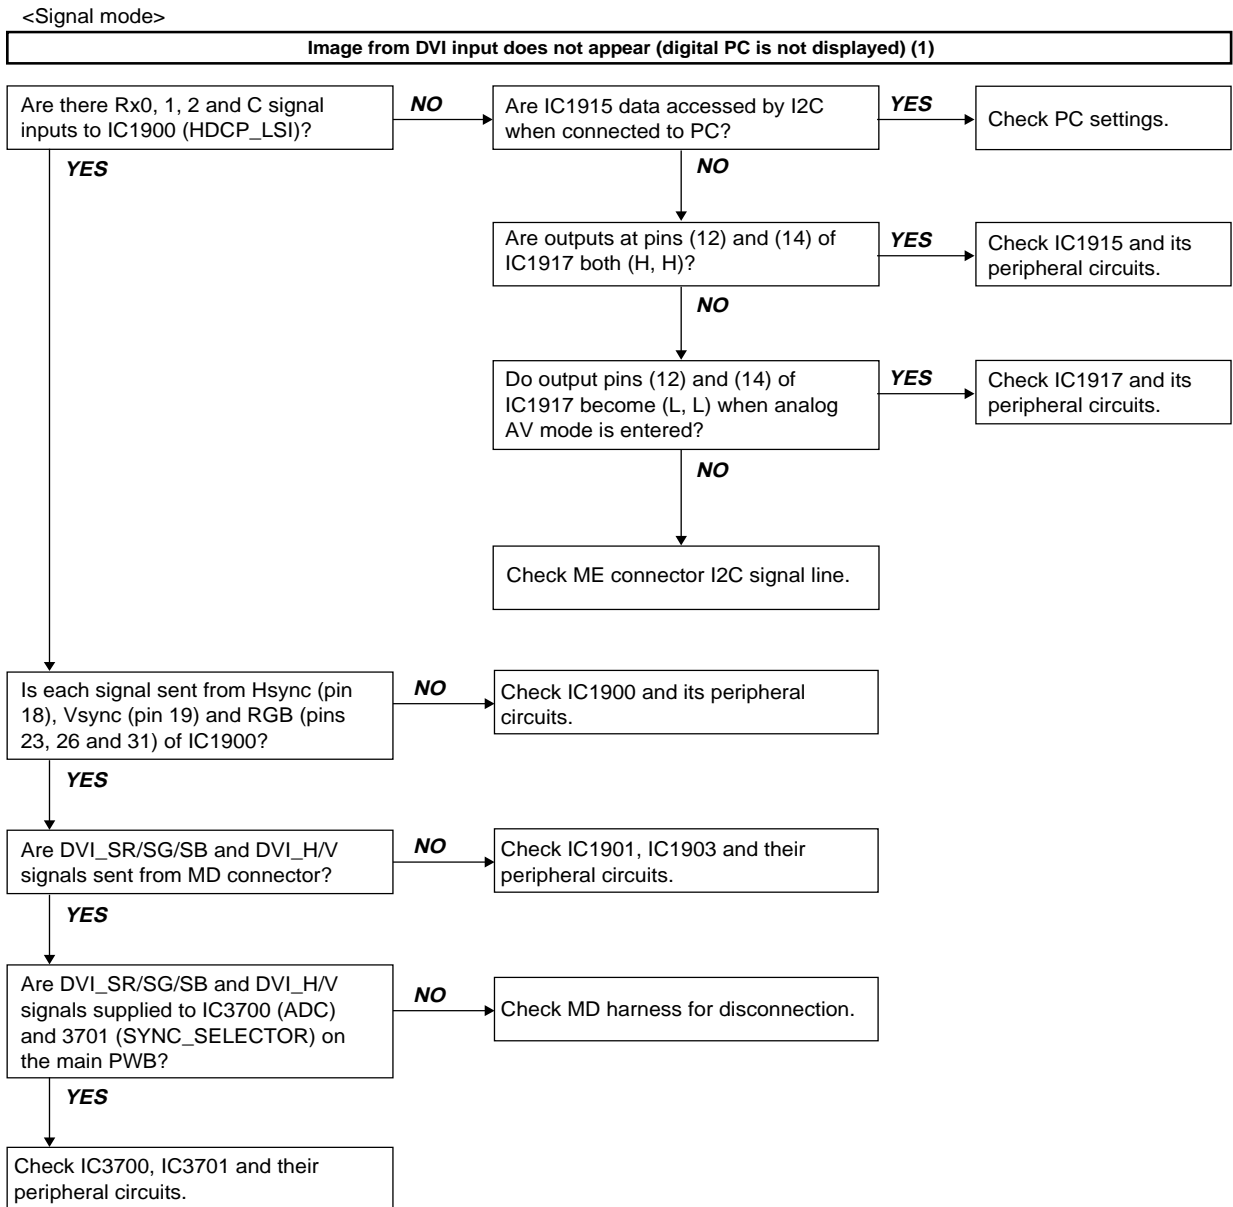 <Signal mode>
Image from DVI input does not appear (digital PC is not displayed) (1)
Are there Rx0, 1, 2 and C signal
inputs to IC1900 (HDCP_LSI)?
NO
Are IC1915 data accessed by I2C
when connected to PC?
YES
Check PC settings.
YES
NO
Are outputs at pins (12) and (14) of
IC1917 both (H, H)?
YES
Check IC1915 and its
peripheral circuits.
NO
Do output pins (12) and (14) of
IC1917 become (L, L) when analog
AV mode is entered?
YES
Check IC1917 and its
peripheral circuits.
NO
Check ME connector I2C signal line.
Is each signal sent from Hsync (pin
18), Vsync (pin 19) and RGB (pins
23, 26 and 31) of IC1900?
NO
Check IC1900 and its peripheral
circuits.
YES
Are DVI_SR/SG/SB and DVI_H/V
signals sent from MD connector?
NO
Check IC1901, IC1903 and their
peripheral circuits.
YES
Are DVI_SR/SG/SB and DVI_H/V
signals supplied to IC3700 (ADC)
and 3701 (SYNC_SELECTOR) on
the main PWB?
NO
Check MD harness for disconnection.
YES
Check IC3700, IC3701 and their
peripheral circuits.